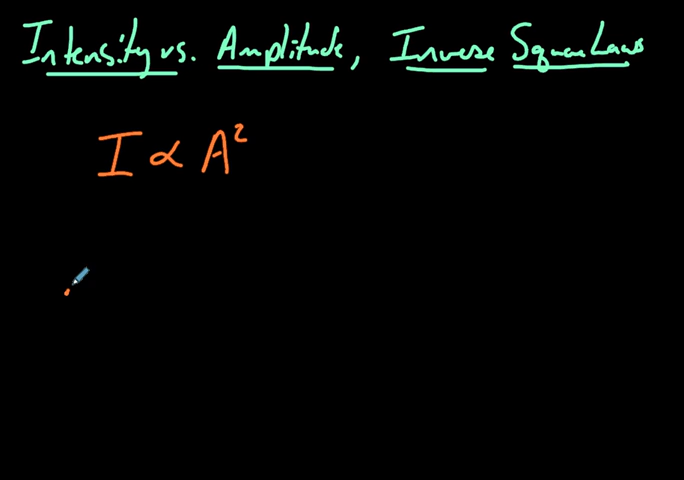 Intensity vs. Amplitude, Inverse Square Laws
I ∝ A²